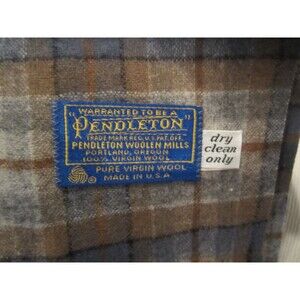 WARRANTED TO BE A
"PENDLETON"
TRADE MARK REG. U.S. PAT. OFF.
PENDLETON WOOLEN MILLS
PORTLAND, OREGON
100% VIRGIN WOOL
PURE VIRGIN WOOL
MADE IN U.S.A.
dry
clean
only